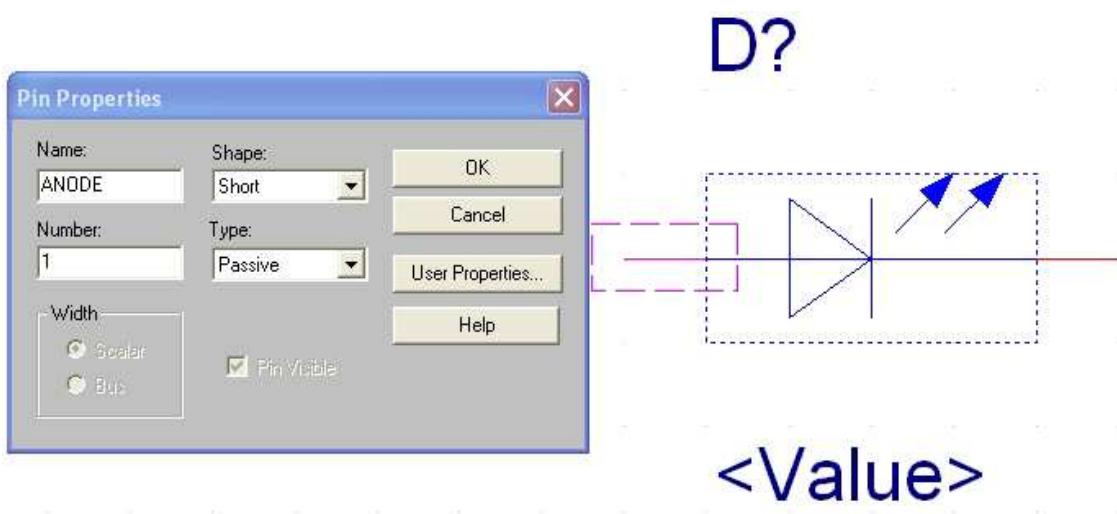 D?
Pin Properties
Name:
Shape:
OK
ANODE
Short
Cancel
Number:
Type:
1
Passive
User Properties...
Width
Help
Scalar
Pin Visible
Bus
<Value>